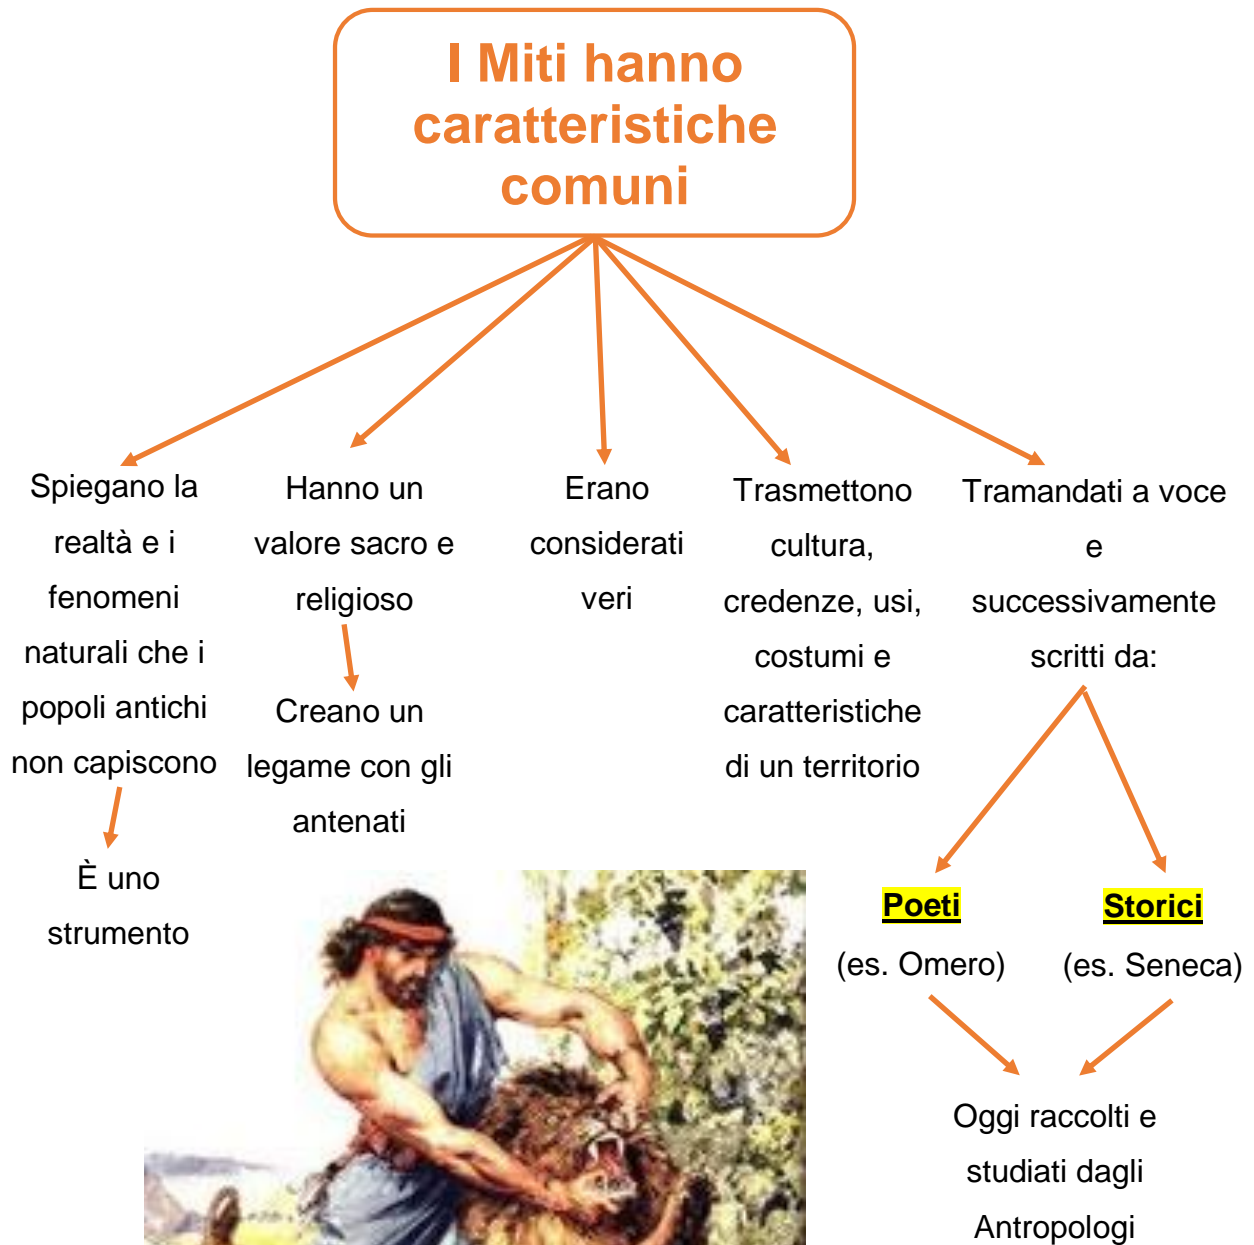 I Miti hanno
caratteristiche
comuni
Spiegano la
realtà e i
fenomeni
naturali che i
popoli antichi
non capiscono
È uno
strumento
Hanno un
valore sacro e
religioso
Creano un
legame con gli
antenati
Erano
considerati
veri
Trasmettono
cultura,
credenze, usi,
costumi e
caratteristiche
di un territorio
Tramandati a voce
e
successivamente
scritti da:
Poeti
(es. Omero)
Storici
(es. Seneca)
Oggi raccolti e
studiati dagli
Antropologi